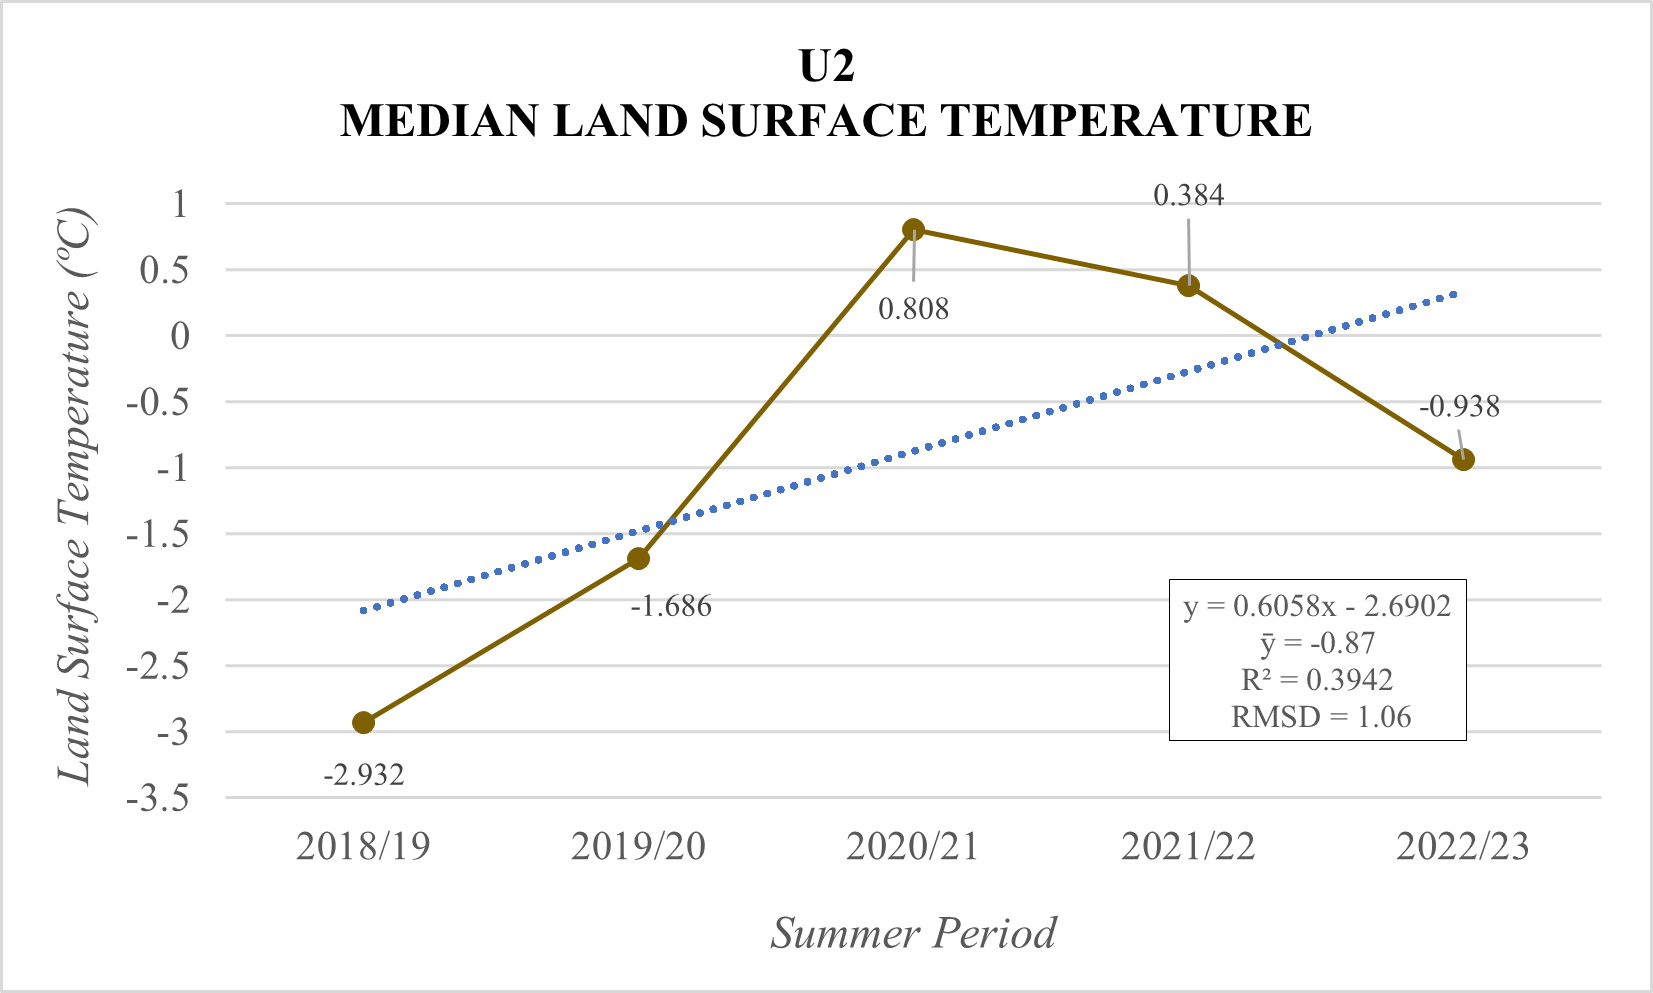 U2
MEDIAN LAND SURFACE TEMPERATURE
Land Surface Temperature (ºC)
1
0.5
0
-0.5
-1
-1.5
-2
-2.5
-3
-3.5
-2.932
-1.686
0.808
0.384
-0.938
y = 0.6058x - 2.6902
ȳ = -0.87
R² = 0.3942
RMSD = 1.06
2018/19 2019/20 2020/21 2021/22 2022/23
Summer Period